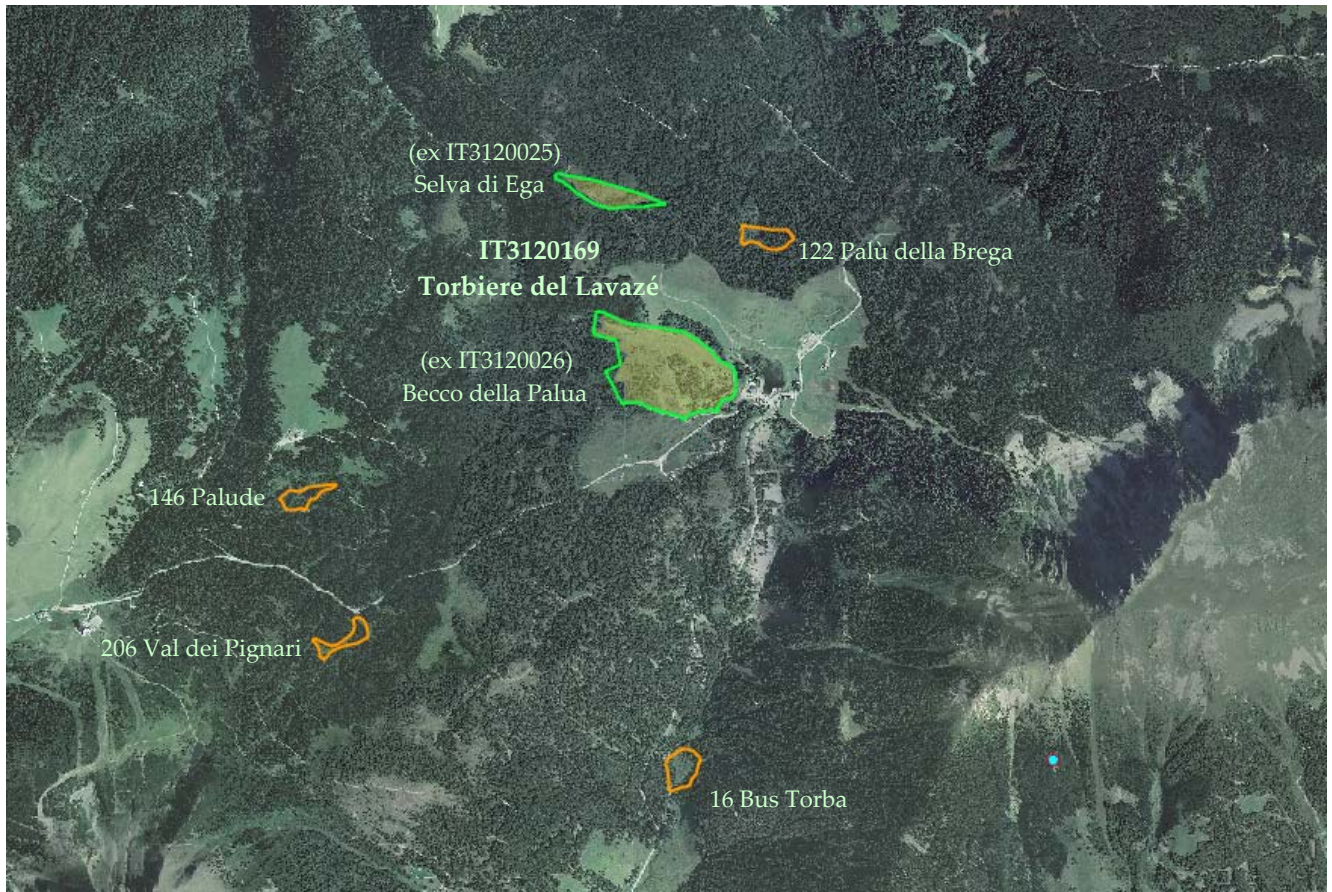 (ex IT3120025)
Selva di Ega
IT3120169
122 Palù della Brega
Torbiere del Lavazé
(ex IT3120026)
Becco della Palua
146 Palude
206 Val dei Pignari
16 Bus Torba